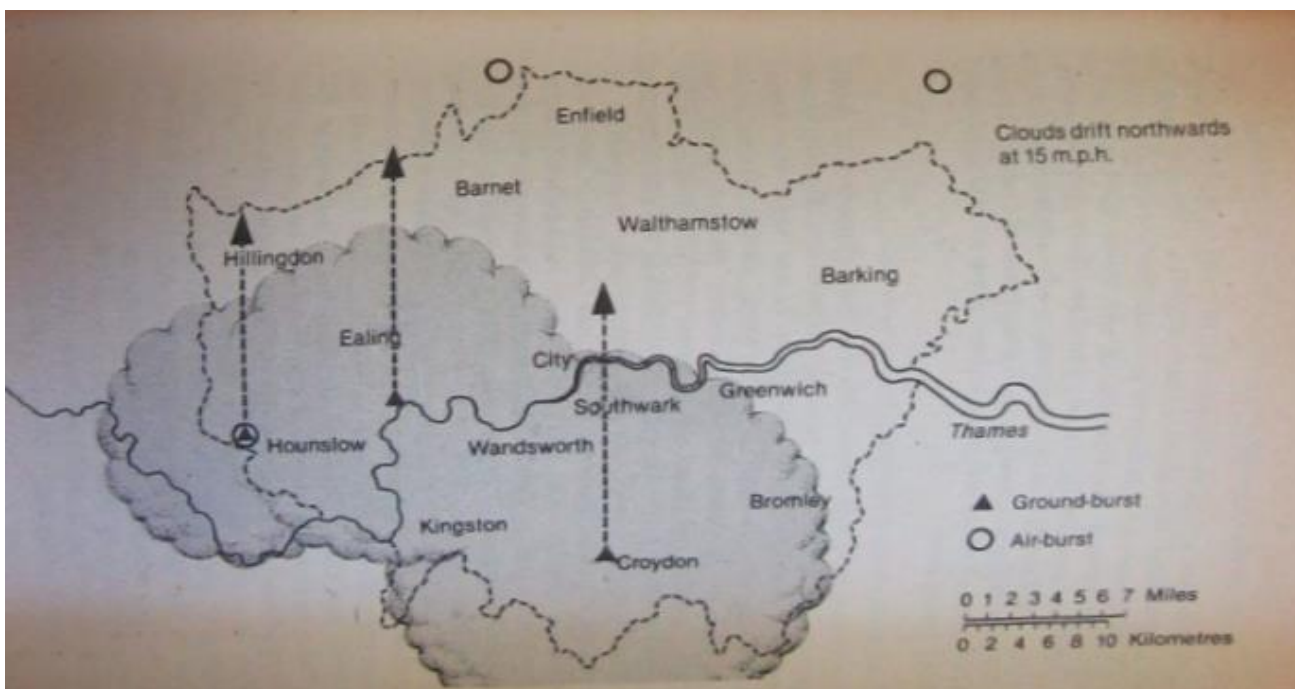 Enfield
Clouds drift northwards
at 15 m.p.h.
Barnet
Walthamstow
Hillingdon
Barking
Ealing
City
Greenwich
Southwark
Thames
Hounslow
Wandsworth
Bromley
Ground-burst
Kingston
Air-burst
Croydon
0 1 2 3 4 5 6 7 Miles
0 2 4 6 8 10 Kilometres